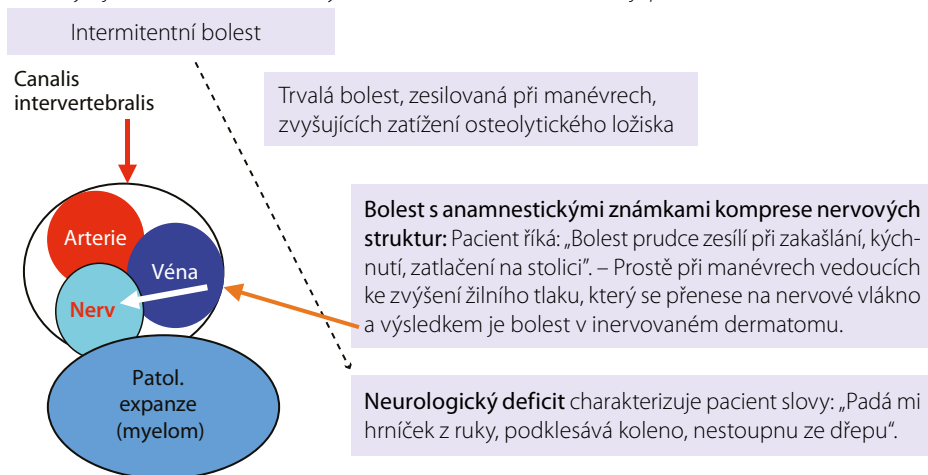 Intermitentní bolest
Canalis
intervertebralis
Trvalá bolest, zesilovaná při manévrech,
zvyšujících zatížení osteolytického ložiska
Arterie
Véna
Nerv
Patol.
expanze
(myelom)
Bolest s anamnestickými známkami komprese nervových
struktur: Pacient říká: „Bolest prudce zesílí při zakašlání, kých-
nutí, zatlačení na stolici”. – Prostě při manévrech vedoucích
ke zvýšení žilního tlaku, který se přenese na nervové vlákno
a výsledkem je bolest v inervovaném dermatomu.
Neurologický deficit charakterizuje pacient slovy: „Padá mi
hrníček z ruky, podklesává koleno, nestoupnu ze dřepu“.